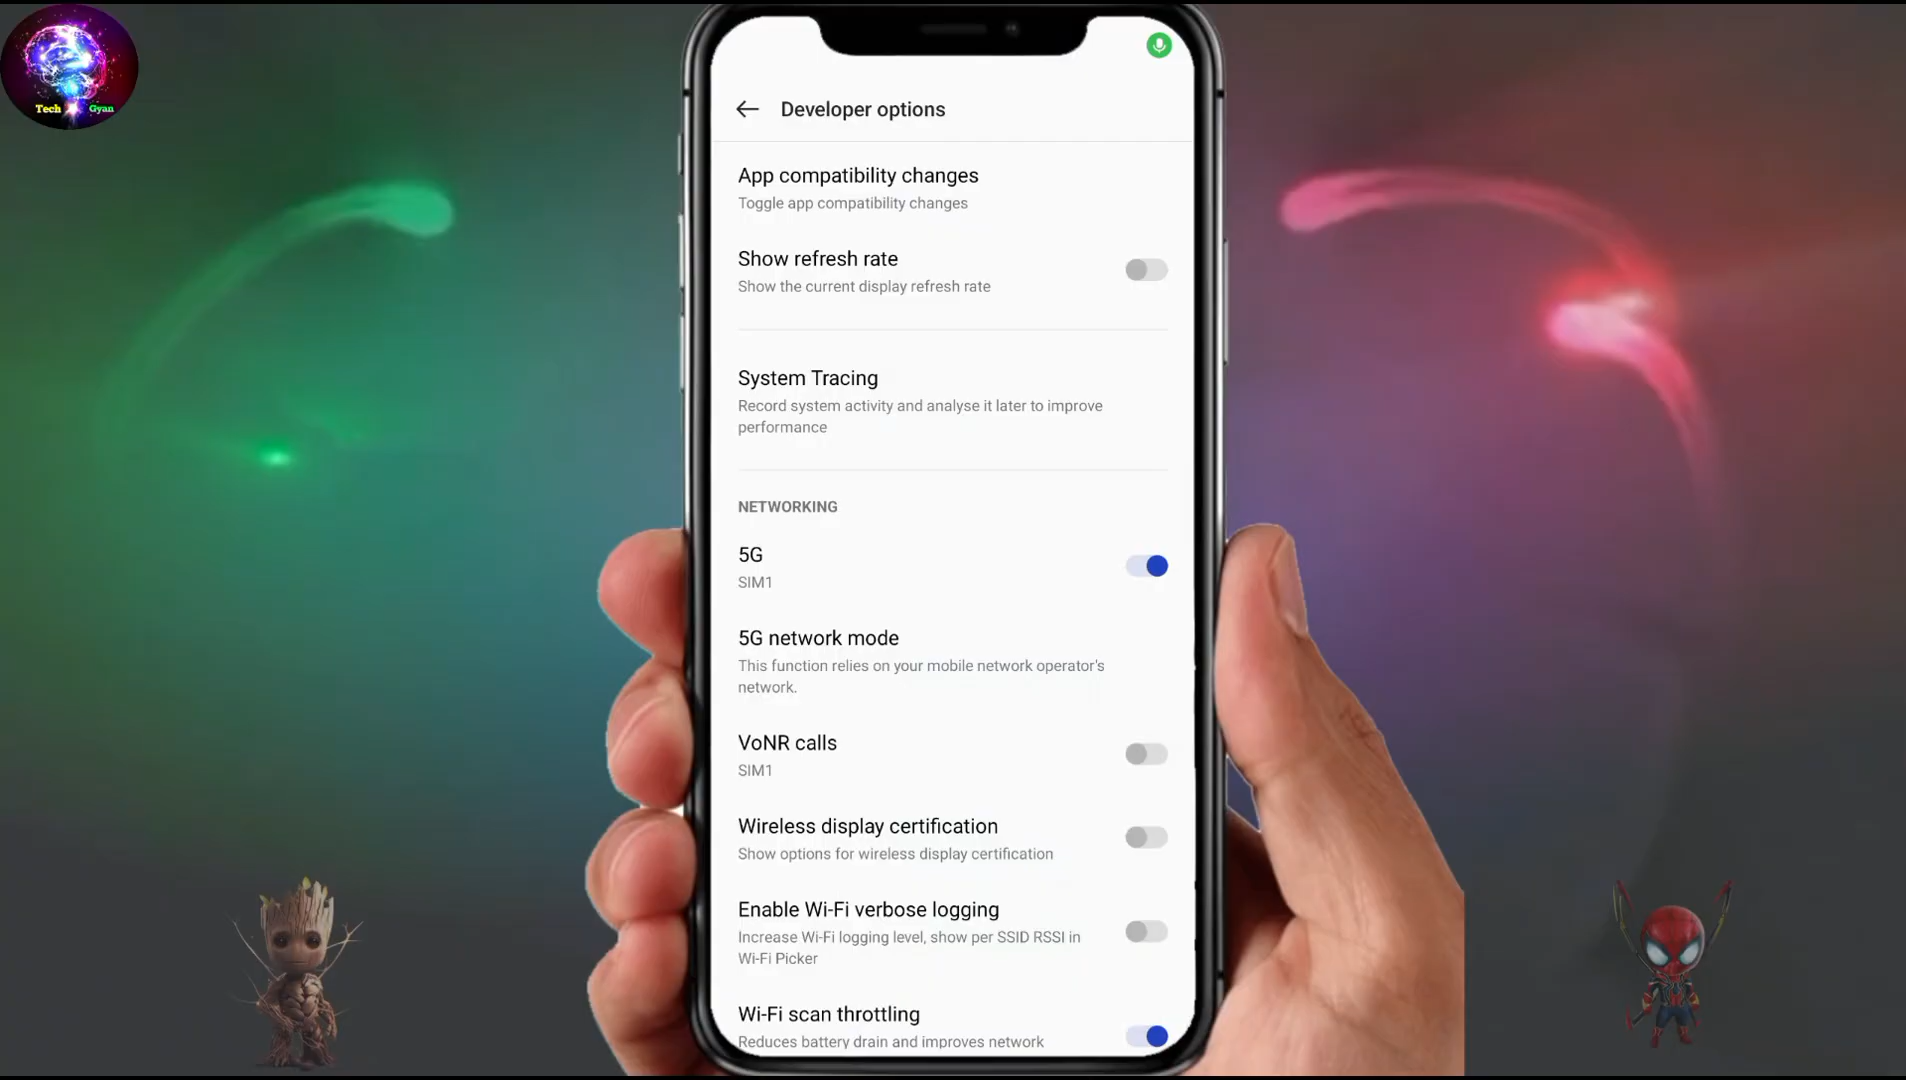 Tech Gyan
Developer options
App compatibility changes
Toggle app compatibility changes
Show refresh rate
Show the current display refresh rate
System Tracing
Record system activity and analyse it later to improve
performance
NETWORKING
5G
SIM1
5G network mode
This function relies on your mobile network operator's
network.
VoNR calls
SIM1
Wireless display certification
Show options for wireless display certification
Enable Wi-Fi verbose logging
Increase Wi-Fi logging level, show per SSID RSSI in
Wi-Fi Picker
Wi-Fi scan throttling
Reduces battery drain and improves network